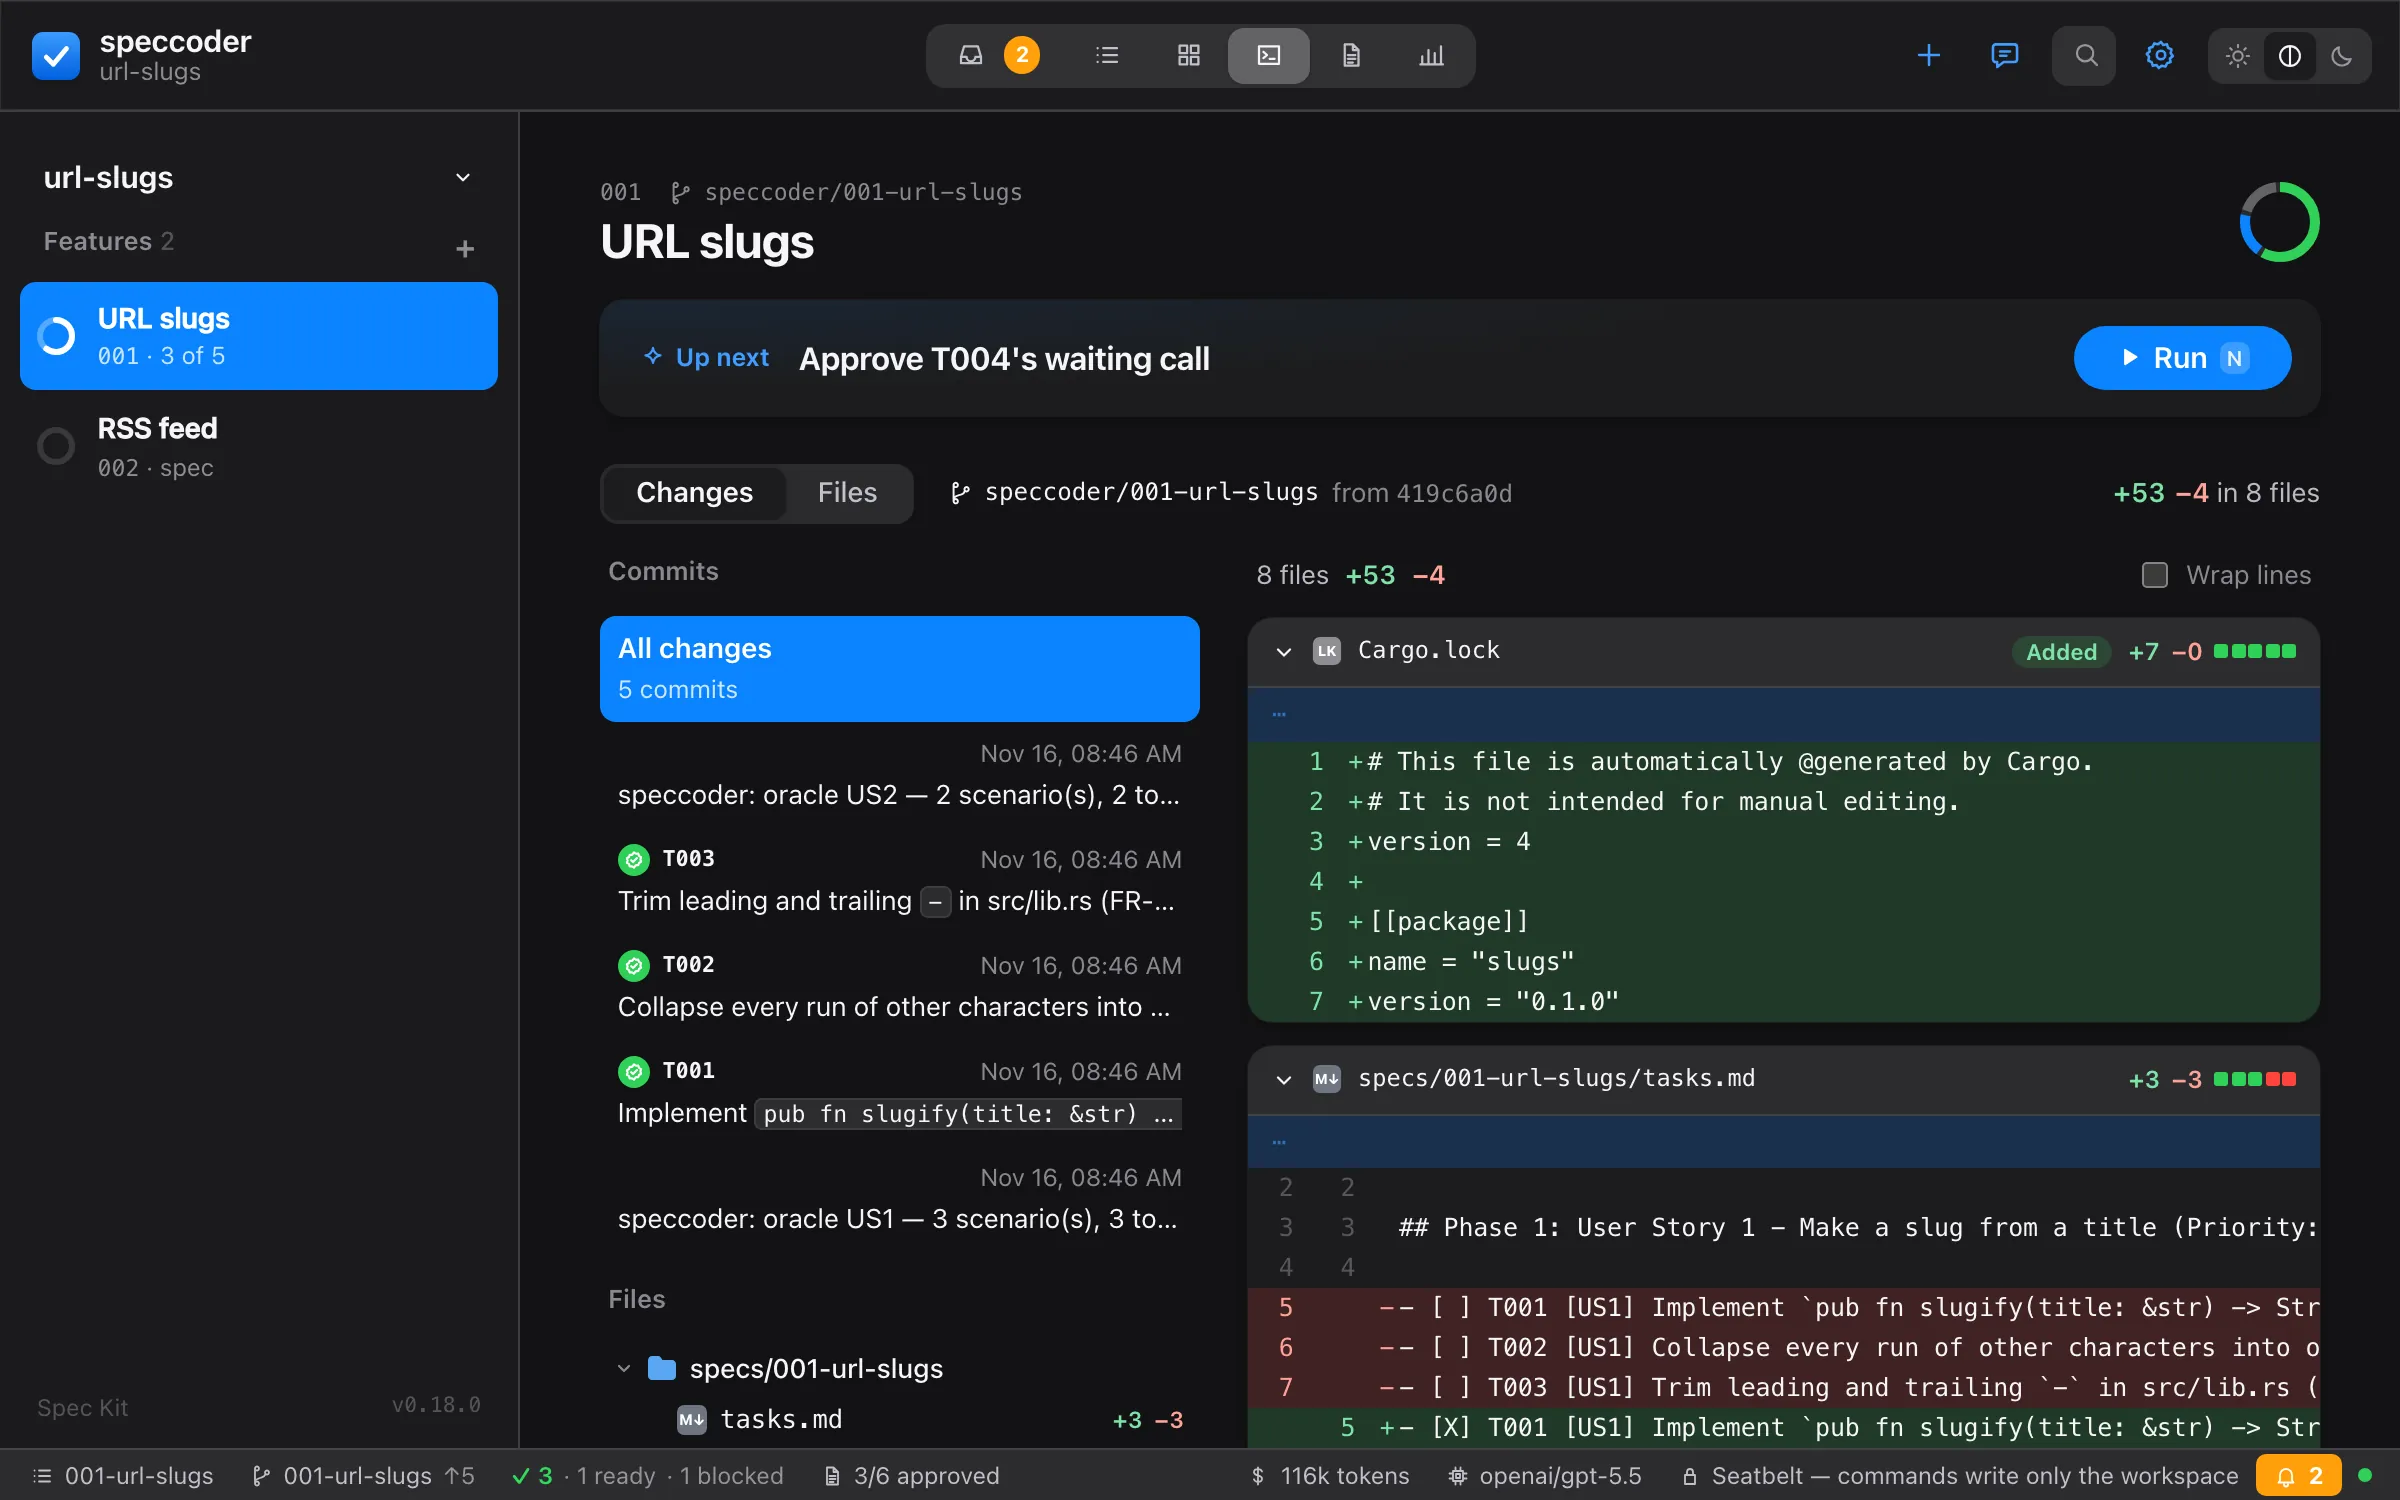 speccoder
url-slugs
2
url-slugs
Features 2
+
URL slugs
001 · 3 of 5
RSS feed
002 · spec
Spec Kit
v0.18.0
001 speccoder/001-url-slugs
URL slugs
Up next Approve T004's waiting call
Run N
Changes Files speccoder/001-url-slugs from 419c6a0d
+53 −4 in 8 files
Commits
All changes
5 commits
Nov 16, 08:46 AM
speccoder: oracle US2 — 2 scenario(s), 2 to...
T003 Nov 16, 08:46 AM
Trim leading and trailing - in src/lib.rs (FR-...
T002 Nov 16, 08:46 AM
Collapse every run of other characters into ...
T001 Nov 16, 08:46 AM
Implement pub fn slugify(title: &str) ...
Nov 16, 08:46 AM
speccoder: oracle US1 — 3 scenario(s), 3 to...
Files
specs/001-url-slugs
M↓ tasks.md +3 −3
8 files +53 −4 Wrap lines
LK Cargo.lock Added +7 −0
…
1 +# This file is automatically @generated by Cargo.
2 +# It is not intended for manual editing.
3 +version = 4
4 +
5 +[[package]]
6 +name = "slugs"
7 +version = "0.1.0"
M↓ specs/001-url-slugs/tasks.md +3 −3
…
2 2
3 3 ## Phase 1: User Story 1 - Make a slug from a title (Priority:
4 4
5 -- [ ] T001 [US1] Implement `pub fn slugify(title: &str) -> Str
6 -- [ ] T002 [US1] Collapse every run of other characters into o
7 -- [ ] T003 [US1] Trim leading and trailing `-` in src/lib.rs (
5 +- [X] T001 [US1] Implement `pub fn slugify(title: &str) -> Str
001-url-slugs 001-url-slugs ↑5 ✓ 3 · 1 ready · 1 blocked 3/6 approved
$ 116k tokens openai/gpt-5.5 Seatbelt — commands write only the workspace 2